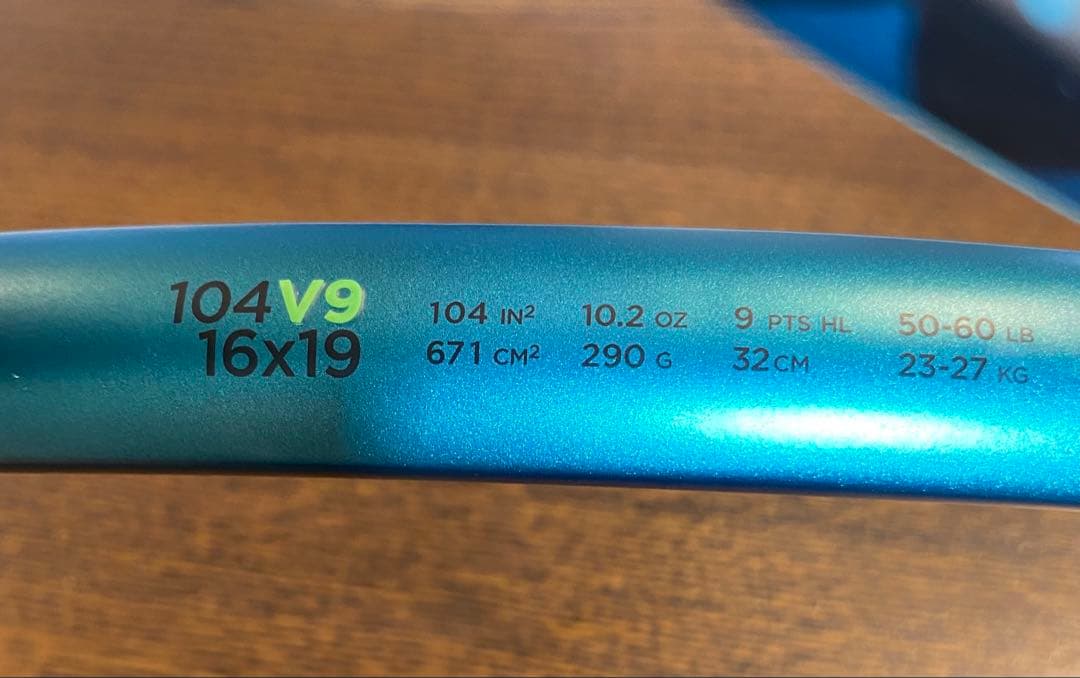 104V9
16x19
104 IN² 10.2 OZ 9 PTS HL 50-60 LB
671 CM² 290 G 32CM 23-27 KG